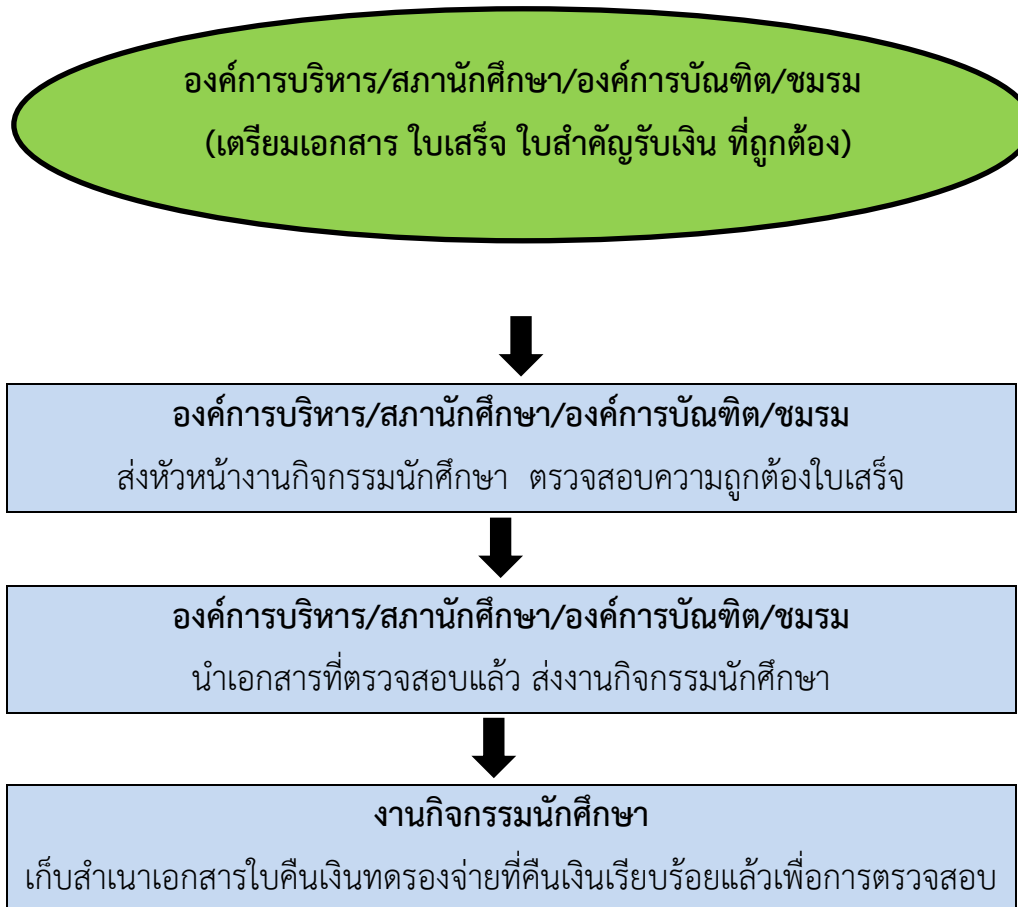 องค์การบริหาร/สภานักศึกษา/องค์การบัณฑิต/ชมรม
(เตรียมเอกสาร ใบเสร็จ ใบสำคัญรับเงิน ที่ถูกต้อง)
องค์การบริหาร/สภานักศึกษา/องค์การบัณฑิต/ชมรม
ส่งหัวหน้างานกิจกรรมนักศึกษา ตรวจสอบความถูกต้องใบเสร็จ
องค์การบริหาร/สภานักศึกษา/องค์การบัณฑิต/ชมรม
นำเอกสารที่ตรวจสอบแล้ว ส่งงานกิจกรรมนักศึกษา
งานกิจกรรมนักศึกษา
เก็บสำเนาเอกสารใบคืนเงินทดรองจ่ายที่คืนเงินเรียบร้อยแล้วเพื่อการตรวจสอบ